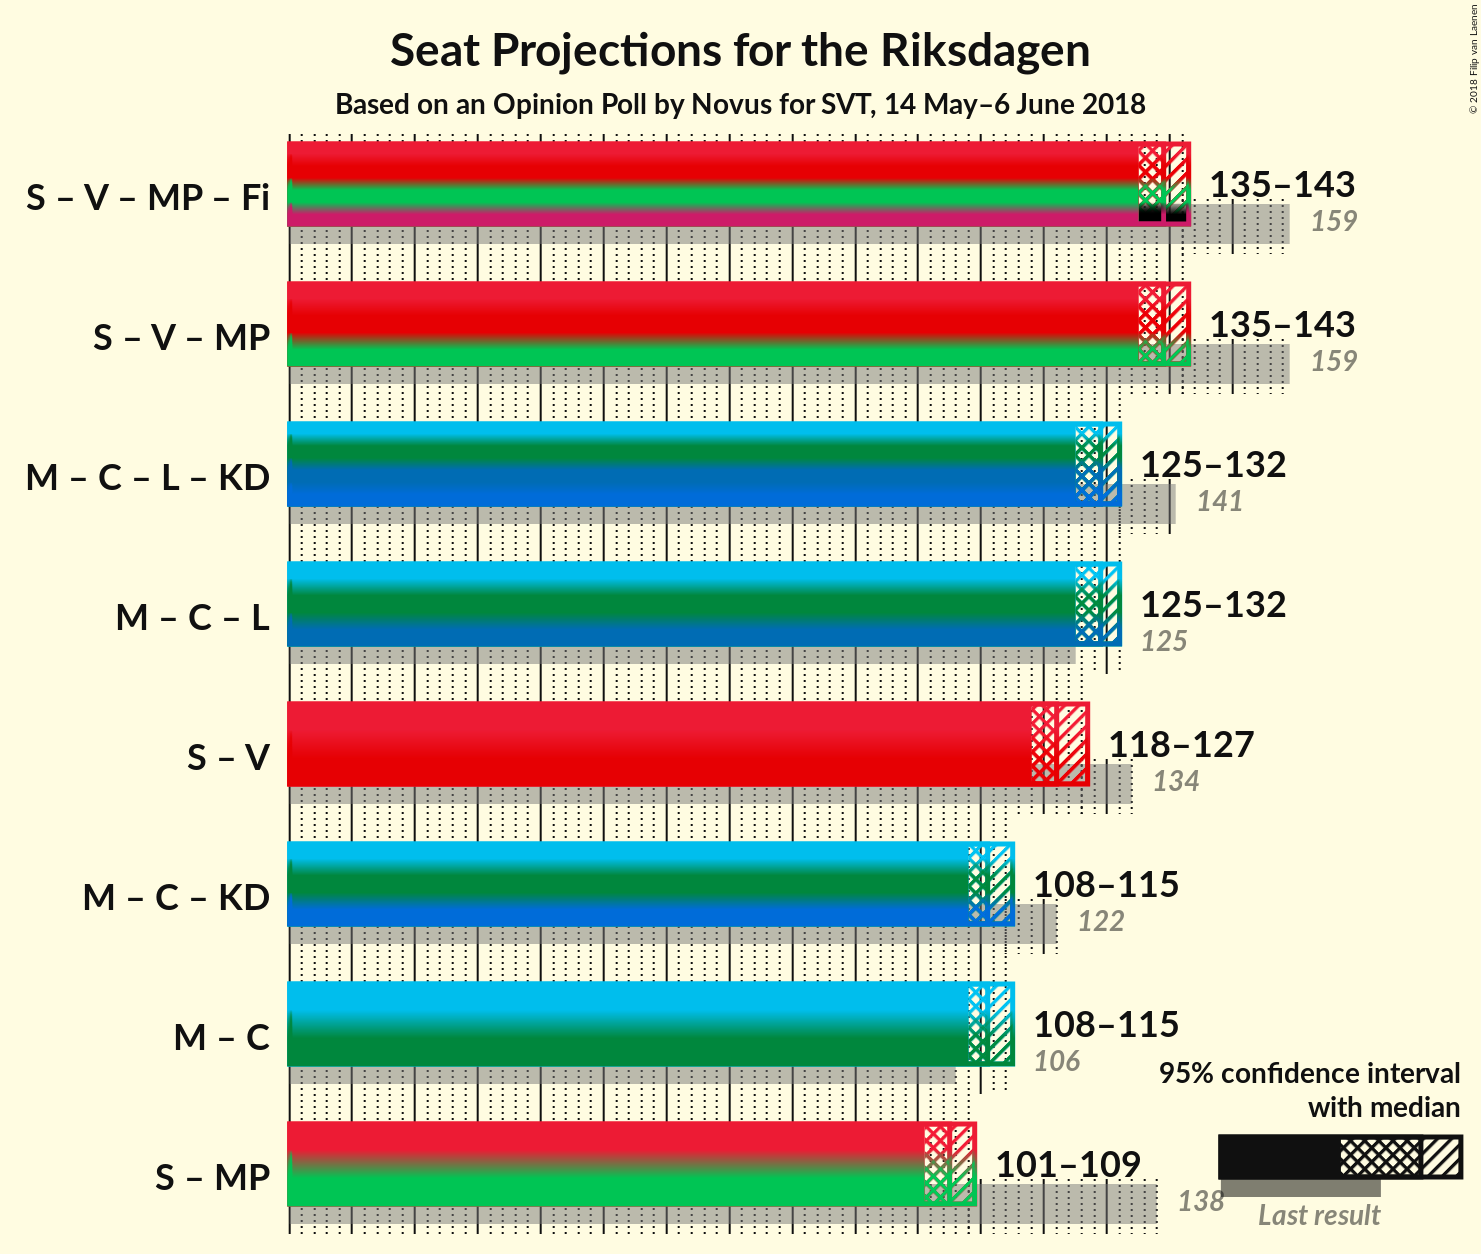 Seat Projections for the Riksdagen
Based on an Opinion Poll by Novus for SVT, 14 May–6 June 2018
© 2018 Filip van Laenen
S – V – MP – Fi
135–143
159
S – V – MP
135–143
159
M – C – L – KD
125–132
141
M – C – L
125–132
125
S – V
118–127
134
M – C – KD
108–115
122
M – C
108–115
106
S – MP
101–109
138
95% confidence interval
with median
Last result